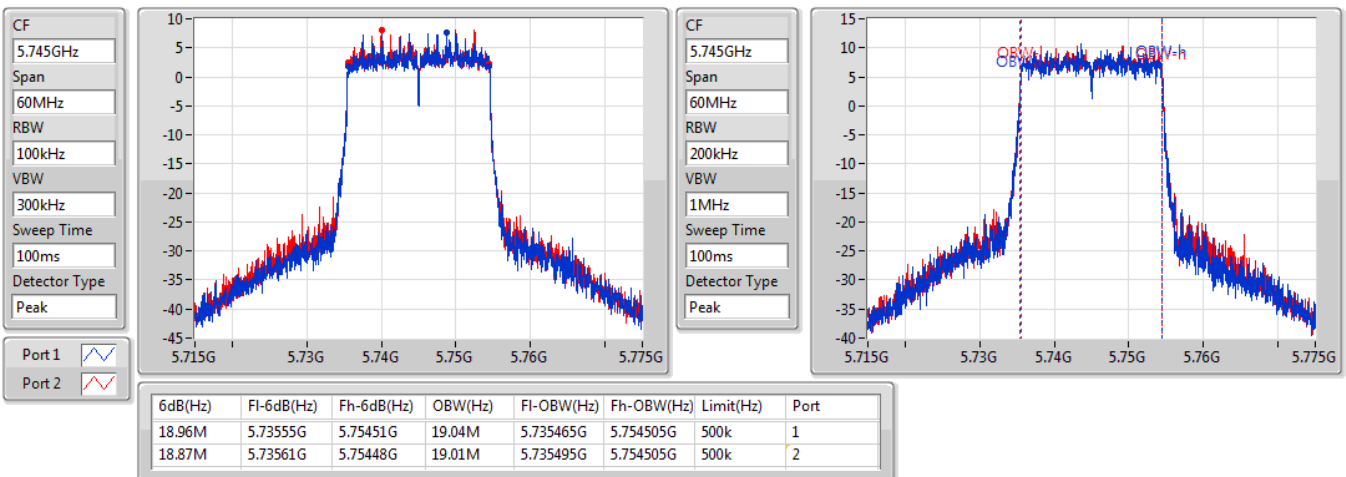 CF
5.745GHz
Span
60MHz
RBW
100kHz
VBW
300kHz
Sweep Time
100ms
Detector Type
Peak
Port 1
Port 2
10
5
0
-5
-10
-15
-20
-25
-30
-35
-40
-45
5.715G 5.73G 5.74G 5.75G 5.76G 5.775G
CF
5.745GHz
Span
60MHz
RBW
200kHz
VBW
1MHz
Sweep Time
100ms
Detector Type
Peak
15
10
5
0
-5
-10
-15
-20
-25
-30
-35
-40
OBW-h
5.715G 5.73G 5.74G 5.75G 5.76G 5.775G
6dB(Hz) Fl-6dB(Hz) Fh-6dB(Hz) OBW(Hz) Fl-OBW(Hz) Fh-OBW(Hz) Limit(Hz) Port
18.96M 5.73555G 5.75451G 19.04M 5.735465G 5.754505G 500k 1
18.87M 5.73561G 5.75448G 19.01M 5.735495G 5.754505G 500k 2